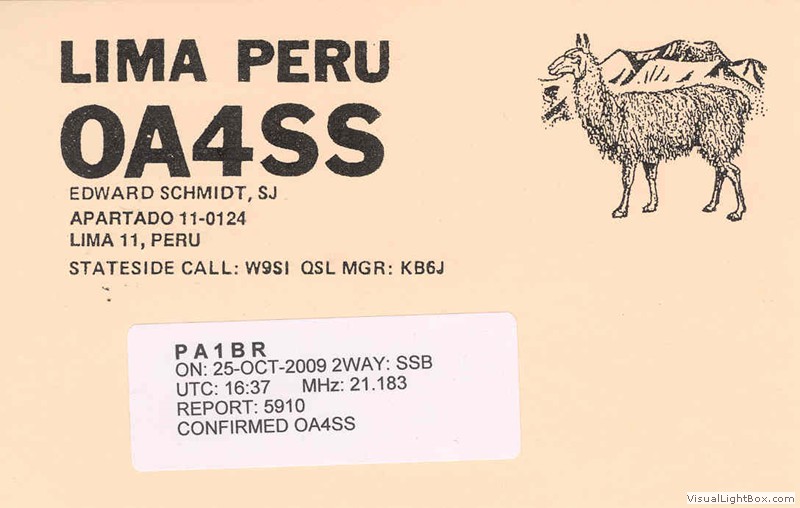 LIMA PERU
OA4SS
EDWARD SCHMIDT, SJ
APARTADO 11-0124
LIMA 11, PERU
STATESIDE CALL: W9SI QSL MGR: KB6J
PA1BR
ON: 25-OCT-2009 2WAY: SSB
UTC: 16:37 MHz: 21.183
REPORT: 5910
CONFIRMED OA4SS
VisualLightBox.com